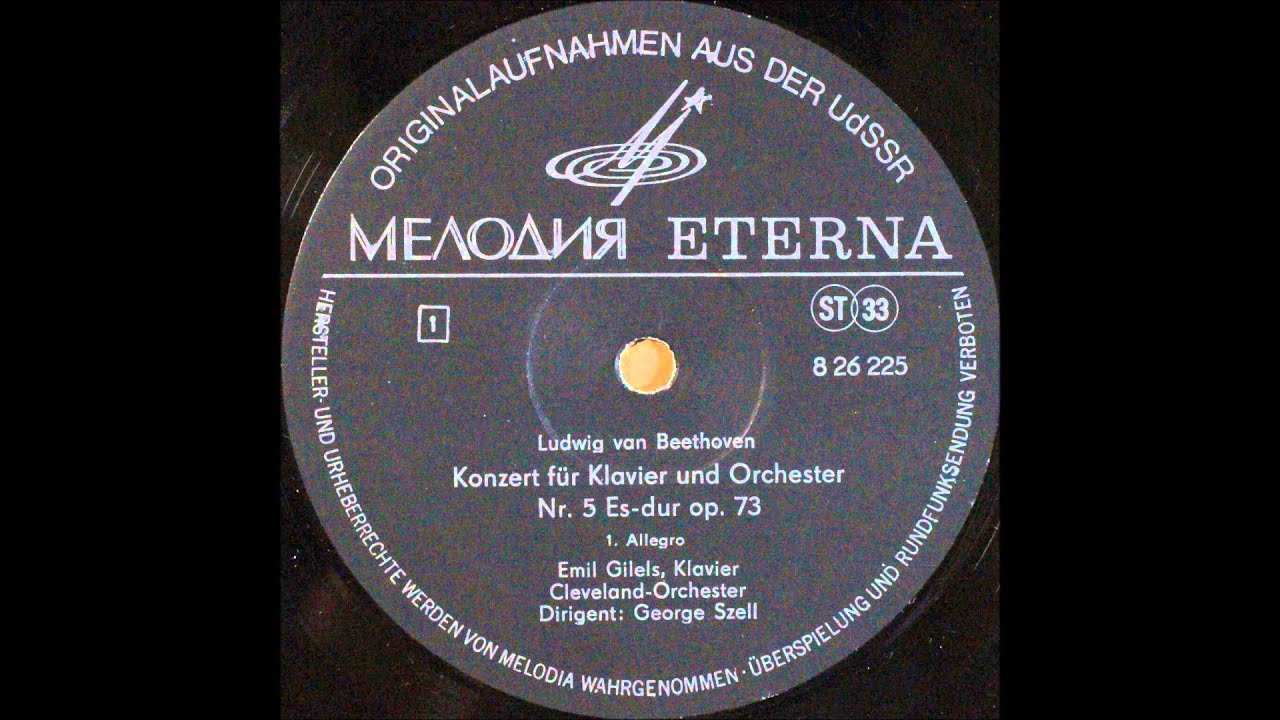 ORIGINALAUFNAHMEN AUS DER UdSSR
МЕЛОДИЯ ETERNA
1
ST 33
8 26 225
Ludwig van Beethoven
Konzert für Klavier und Orchester
Nr. 5 Es-dur op. 73
1. Allegro
Emil Gilels, Klavier
Cleveland-Orchester
Dirigent: George Szell
HERSTELLER- UND URHEBERRECHTE WERDEN VON MELODIA WAHRGENOMMEN · ÜBERSPIELUNG UND RUNDFUNKSENDUNG VERBOTEN